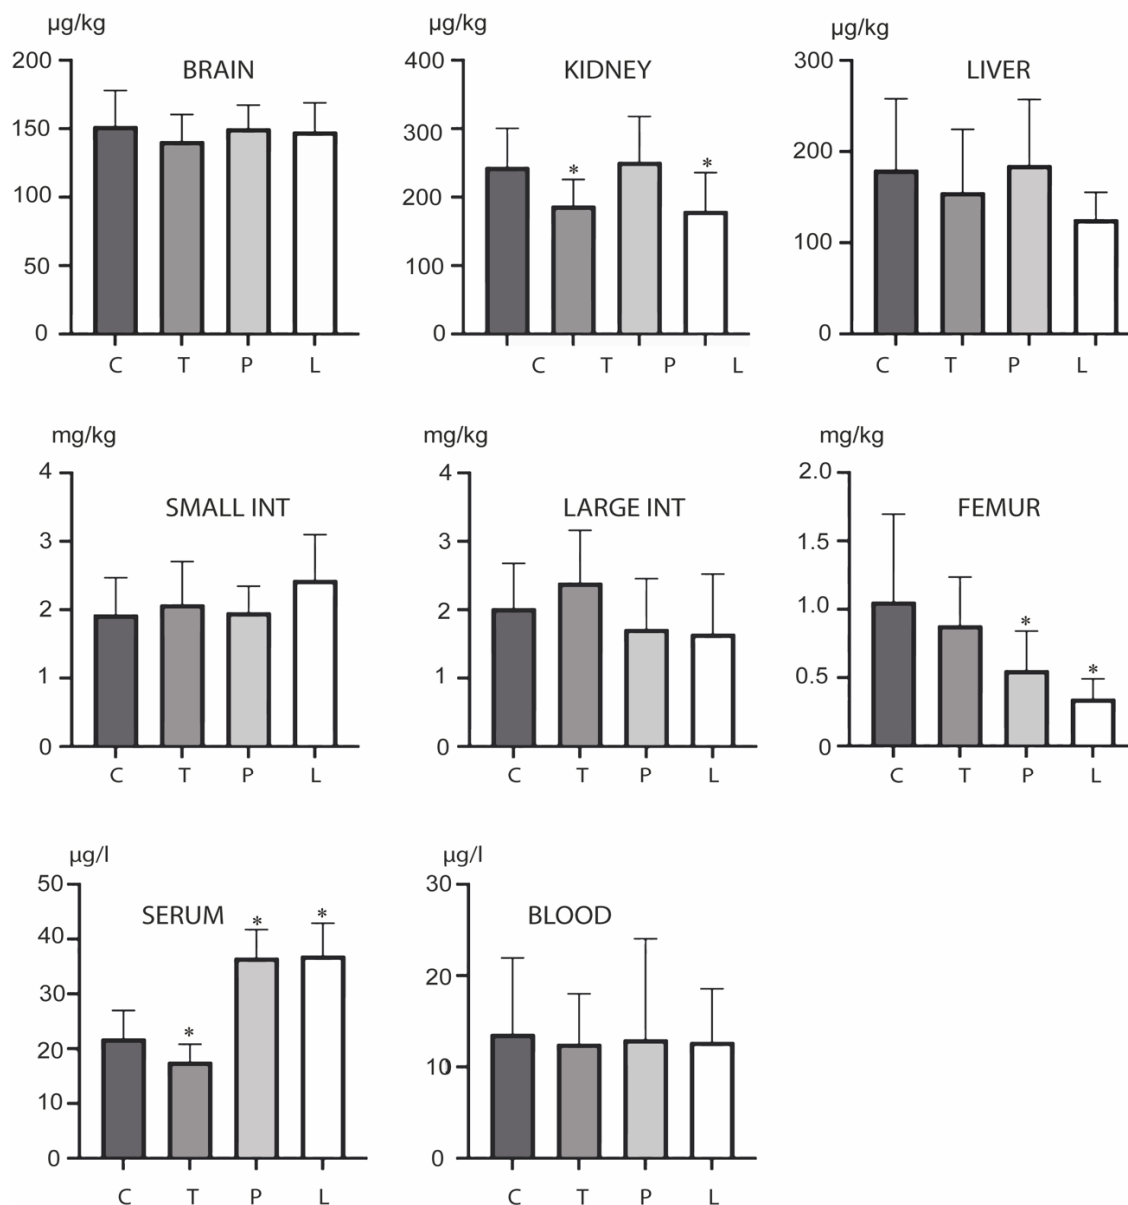 µg/kg
200
BRAIN
150
100
50
0
C T P L
µg/kg
400
KIDNEY
300
* *
200
100
0
C T P L
µg/kg
300
LIVER
200
100
0
C T P L
mg/kg
4
SMALL INT
3
2
1
0
C T P L
mg/kg
4
LARGE INT
3
2
1
0
C T P L
mg/kg
2.0
FEMUR
1.5
1.0
*
*
0.5
0
C T P L
µg/l
50
SERUM
* *
40
30
*
20
10
0
C T P L
µg/l
30
BLOOD
20
10
0
C T P L